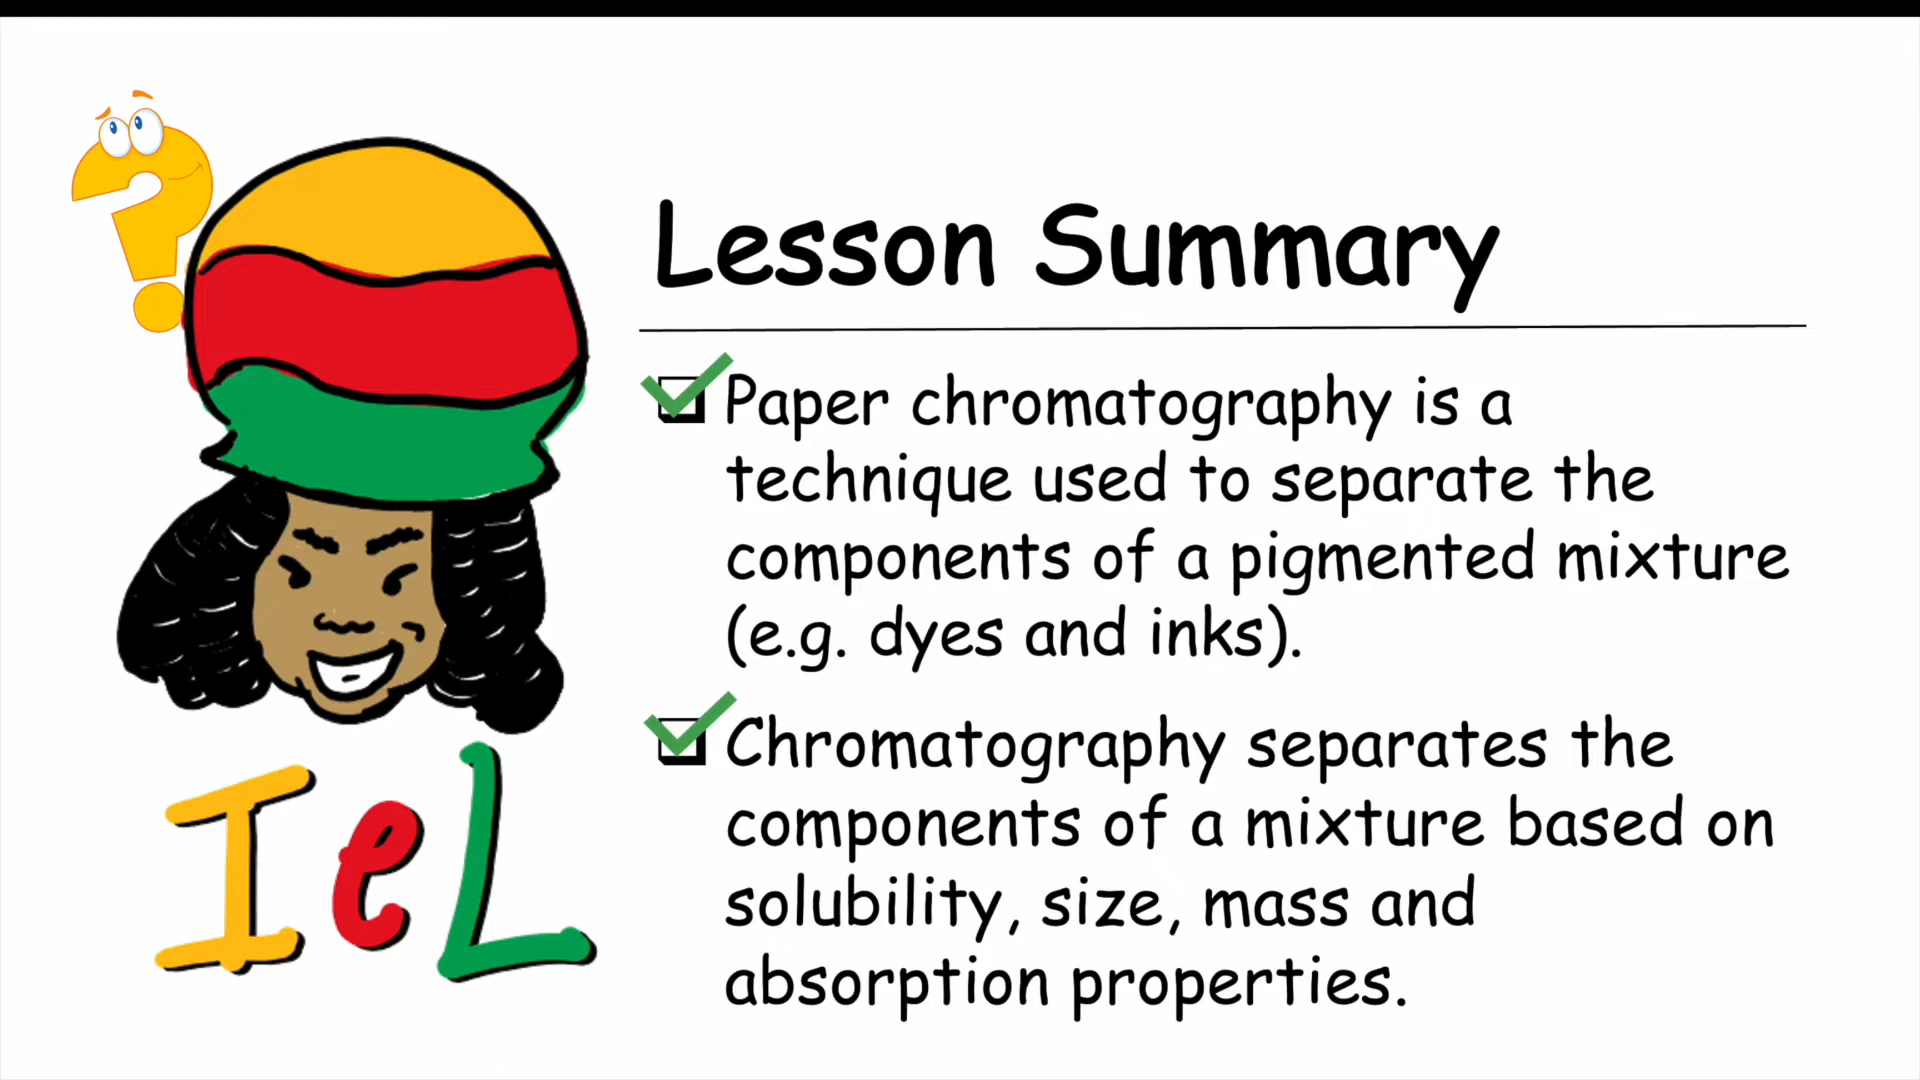 Lesson Summary
Paper chromatography is a
technique used to separate the
components of a pigmented mixture
(e.g. dyes and inks).
Chromatography separates the
components of a mixture based on
solubility, size, mass and
absorption properties.
IeL